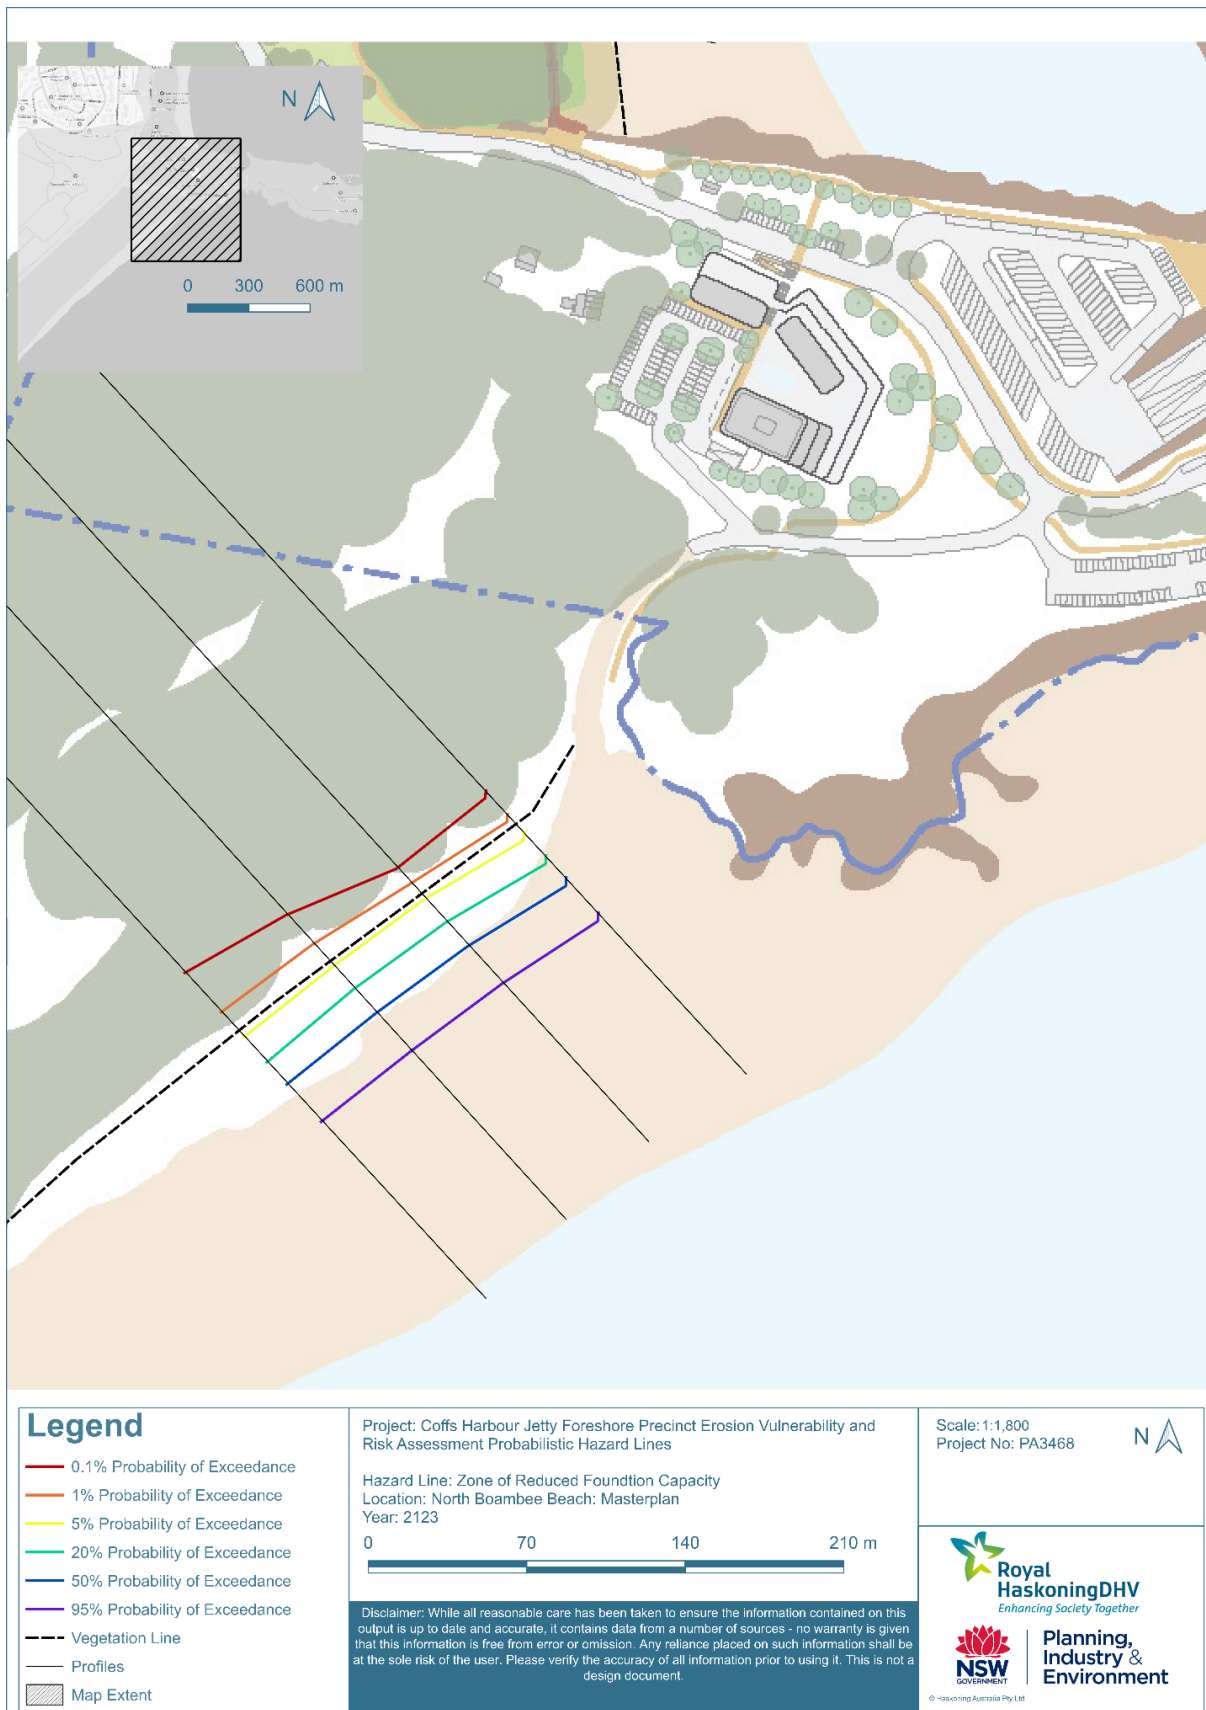 N
0 300 600 m
Legend
0.1% Probability of Exceedance
1% Probability of Exceedance
5% Probability of Exceedance
20% Probability of Exceedance
50% Probability of Exceedance
95% Probability of Exceedance
Vegetation Line
Profiles
Map Extent
Project: Coffs Harbour Jetty Foreshore Precinct Erosion Vulnerability and
Risk Assessment Probabilistic Hazard Lines
Hazard Line: Zone of Reduced Foundtion Capacity
Location: North Boambee Beach: Masterplan
Year: 2123
0 70 140 210 m
Disclaimer: While all reasonable care has been taken to ensure the information contained on this
output is up to date and accurate, it contains data from a number of sources - no warranty is given
that this information is free from error or omission. Any reliance placed on such information shall be
at the sole risk of the user. Please verify the accuracy of all information prior to using it. This is not a
design document.
Scale: 1:1,800
Project No: PA3468
N
Royal
HaskoningDHV
Enhancing Society Together
NSW
GOVERNMENT
Planning,
Industry &
Environment
© Haskoning Australia Pty Ltd